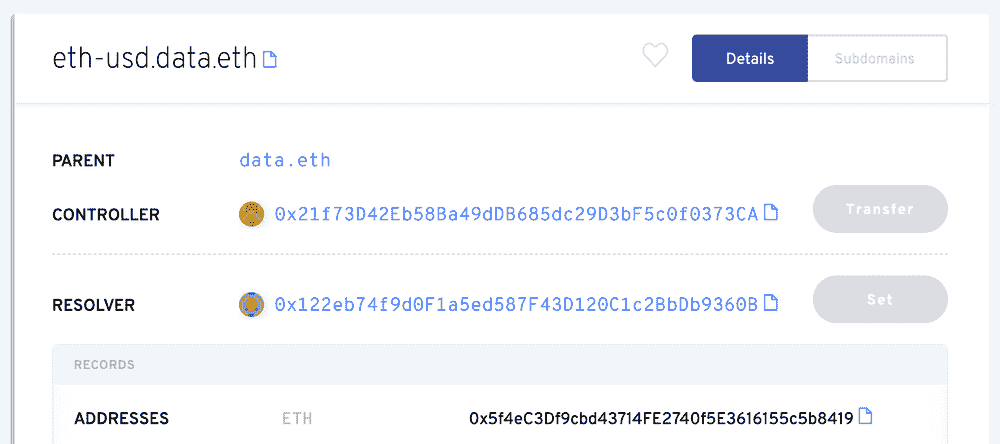 eth-usd.data.eth
Details
Subdomains
PARENT data.eth
CONTROLLER 0x21f73D42Eb58Ba49dDB685dc29D3bF5c0f0373CA Transfer
RESOLVER 0x122eb74f9d0F1a5ed587F43D120C1c2BbDb9360B Set
RECORDS
ADDRESSES ETH 0x5f4eC3Df9cbd43714FE2740f5E3616155c5b8419